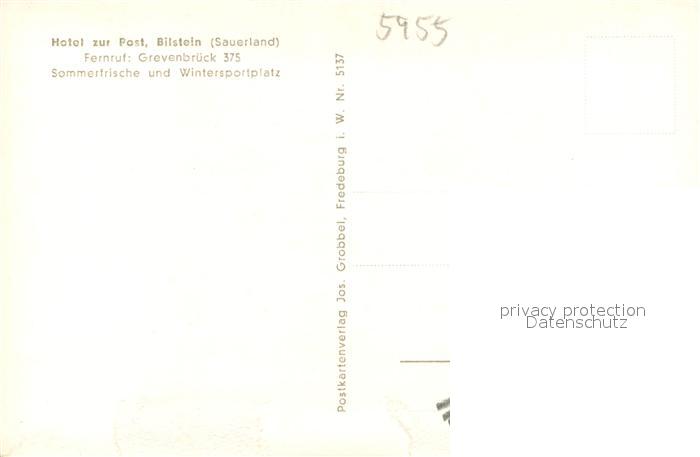 Hotel zur Post, Bilstein (Sauerland)
Fernruf: Grevenbrück 375
Sommerfrische und Wintersportplatz
Postkartenverlag Jos. Grobbel, Fredeburg i. W. Nr. 5137
5955
privacy protection
Datenschutz